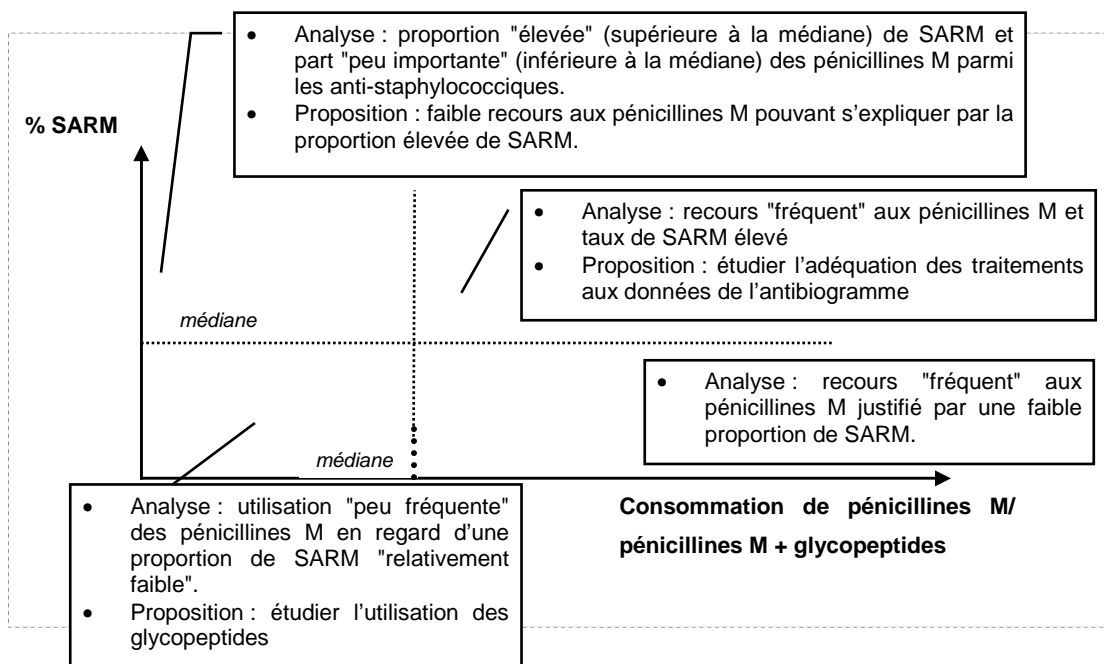 • Analyse : proportion "élevée" (supérieure à la médiane) de SARM et
part "peu importante" (inférieure à la médiane) des pénicillines M parmi
les anti-staphylococciques.
• Proposition : faible recours aux pénicillines M pouvant s'expliquer par la
proportion élevée de SARM.
% SARM
• Analyse : recours "fréquent" aux pénicillines M et
taux de SARM élevé
• Proposition : étudier l'adéquation des traitements
aux données de l'antibiogramme
médiane
• Analyse : recours "fréquent" aux
pénicillines M justifié par une faible
proportion de SARM.
médiane
• Analyse : utilisation "peu fréquente"
des pénicillines M en regard d'une
proportion de SARM "relativement
faible".
• Proposition : étudier l'utilisation des
glycopeptides
Consommation de pénicillines M/
pénicillines M + glycopeptides